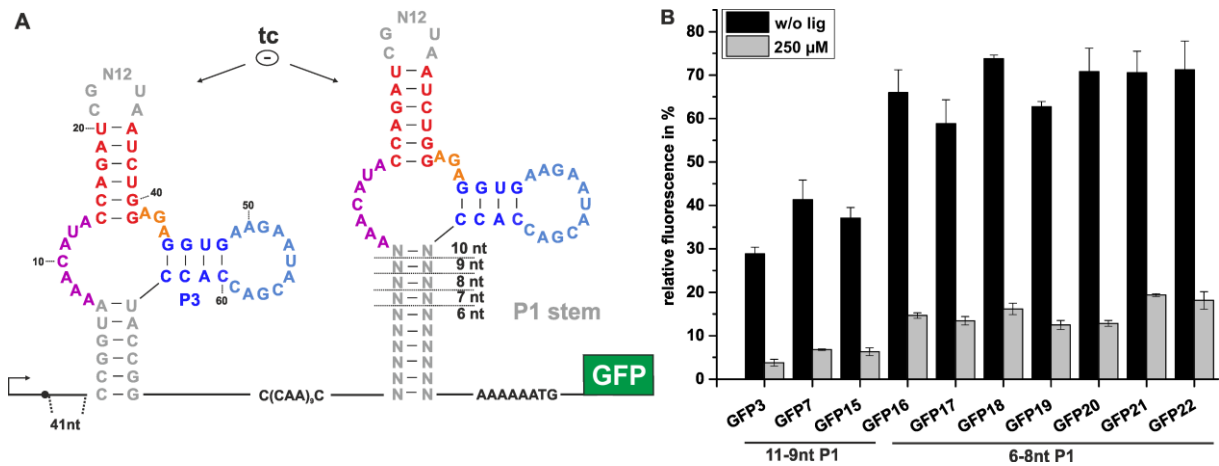 A
tc
-
N12
G U
C A
20 U – A
A – U
G – C
A – U
C – G 40
C – G A G A
A U A C A A A
10
G G U G
C C A C
P3
A A G A A U A C G A C
50
60
A U
U A
G C
G C
C G
C G
41nt
C(CAA)9C
N12
G U
C A
U – A
A – U
G – C
A – U
C – G
C – G A G A
A U A C A A A
G G U G
C C A C
A A G A A U A C G A C
N – N 10 nt
N – N 9 nt
N – N 8 nt
N – N 7 nt
N – N 6 nt
N – N
N – N
N – N
N – N
N – N
P1 stem
AAAAAATG
GFP
B
w/o lig
250 µM
relative fluorescence in %
80
70
60
50
40
30
20
10
0
GFP3 GFP7 GFP15 GFP16 GFP17 GFP18 GFP19 GFP20 GFP21 GFP22
11-9nt P1 6-8nt P1